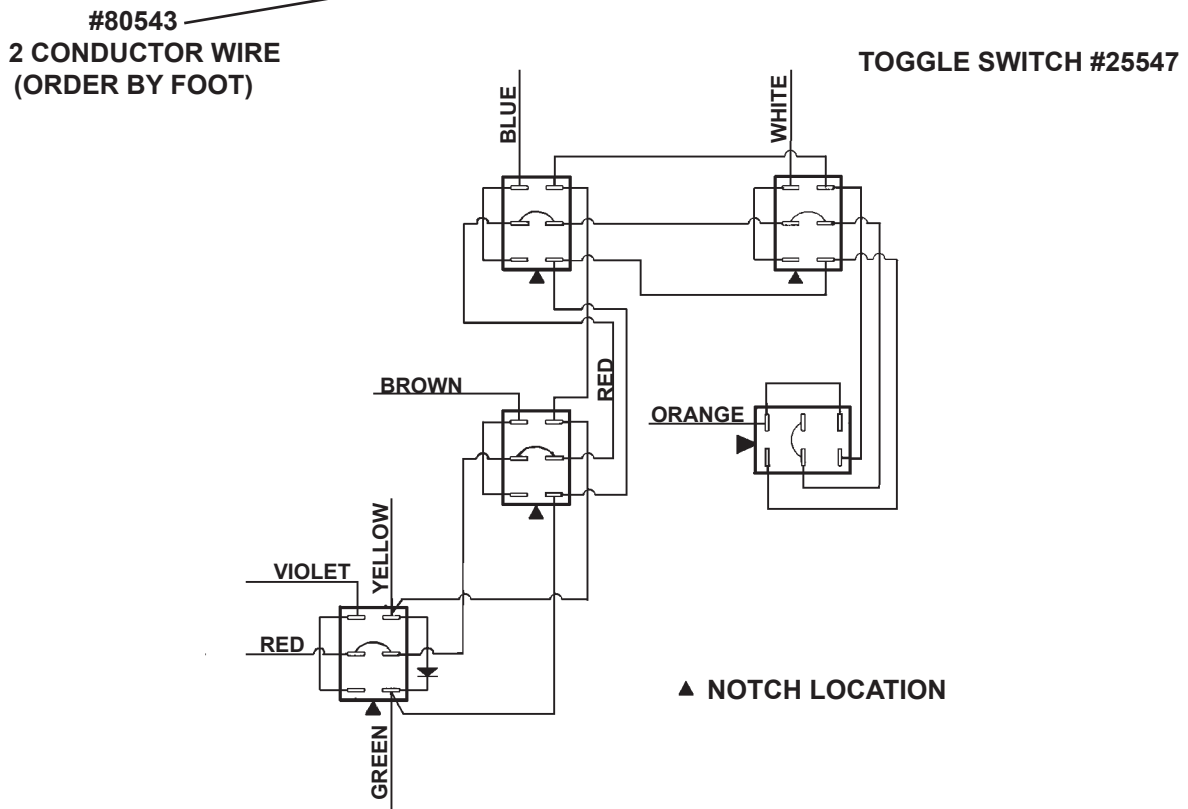 #80543
2 CONDUCTOR WIRE
(ORDER BY FOOT)
TOGGLE SWITCH #25547
BLUE
WHITE
BROWN
RED
ORANGE
YELLOW
VIOLET
RED
▲ NOTCH LOCATION
GREEN